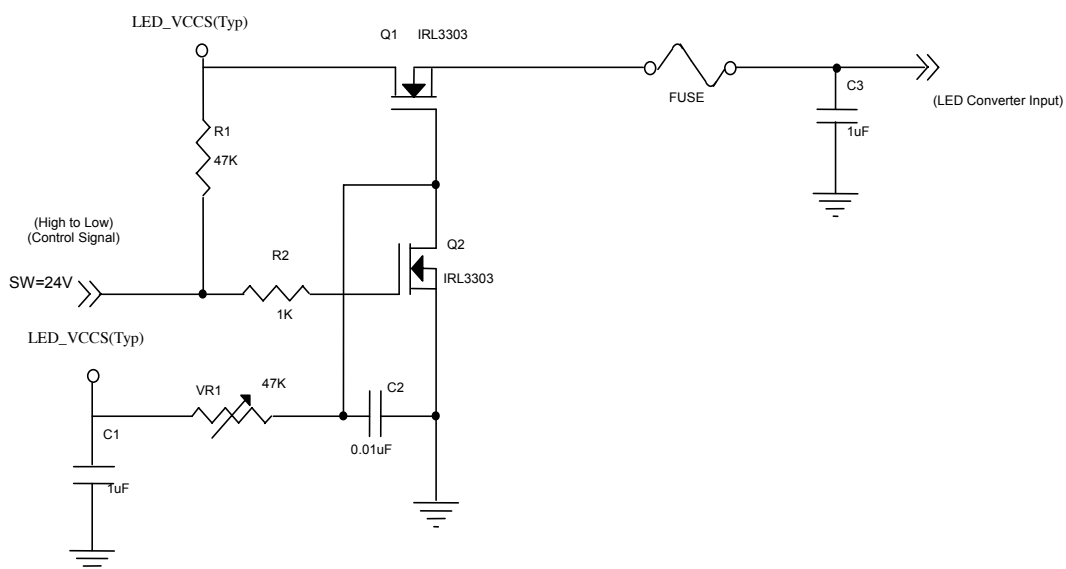 LED_VCCS(Typ)
Q1 IRL3303
FUSE
C3
(LED Converter Input)
1uF
R1
47K
(High to Low)
(Control Signal)
SW=24V
R2
1K
Q2
IRL3303
LED_VCCS(Typ)
VR1
47K
C2
0.01uF
C1
1uF